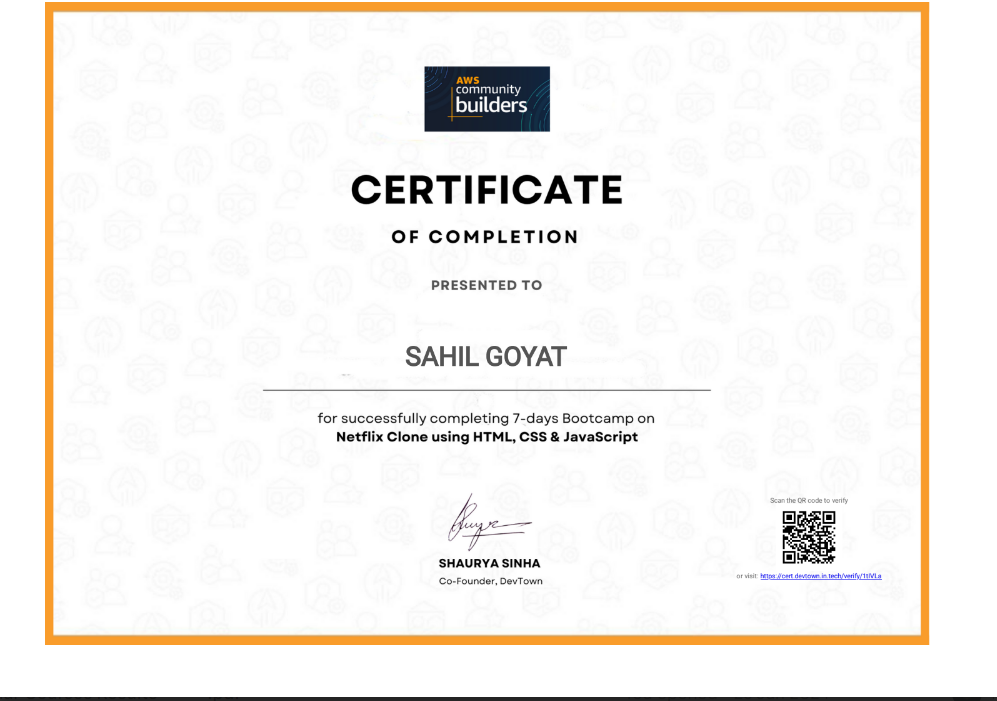 AWS
community
builders
CERTIFICATE
OF COMPLETION
PRESENTED TO
SAHIL GOYAT
for successfully completing 7-days Bootcamp on
Netflix Clone using HTML, CSS & JavaScript
Scan the QR code to verify
SHAURYA SINHA
Co-Founder, DevTown
or visit: https://cert.devtown.in.tech/verify/